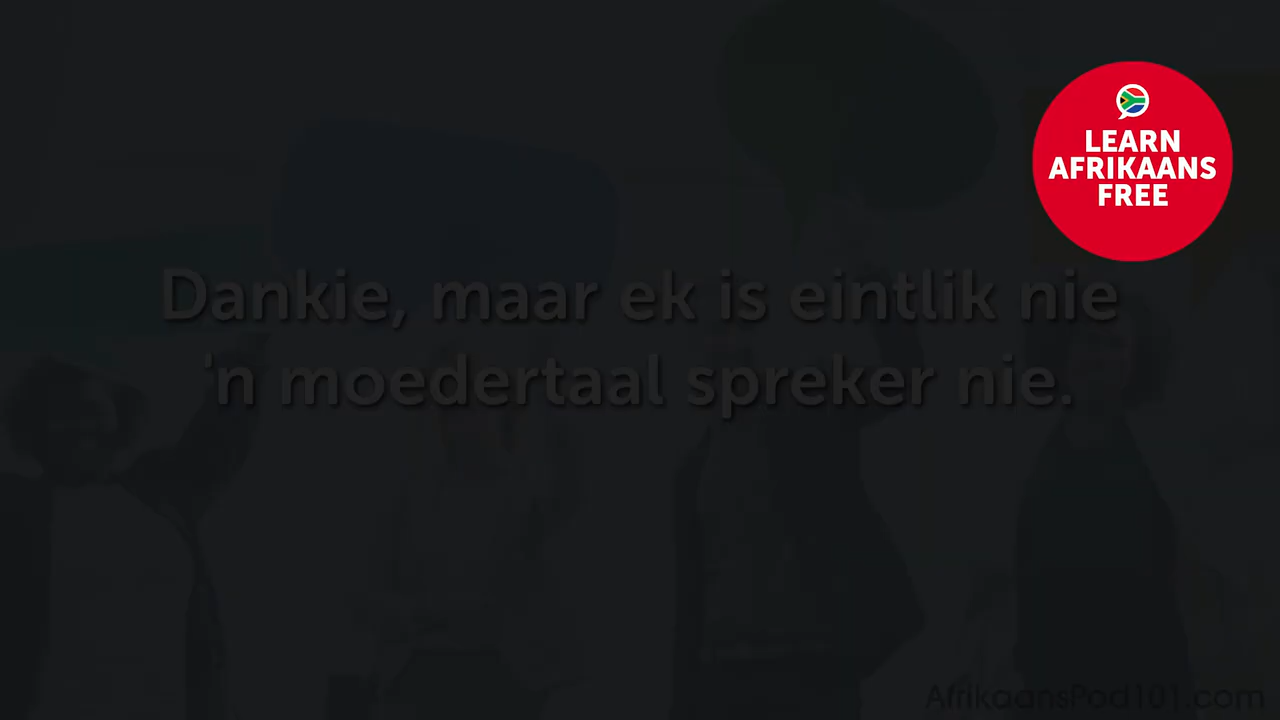 LEARN
AFRIKAANS
FREE
Dankie, maar ek is eintlik nie
'n moedertaal spreker nie.
AfrikaansPod101.com